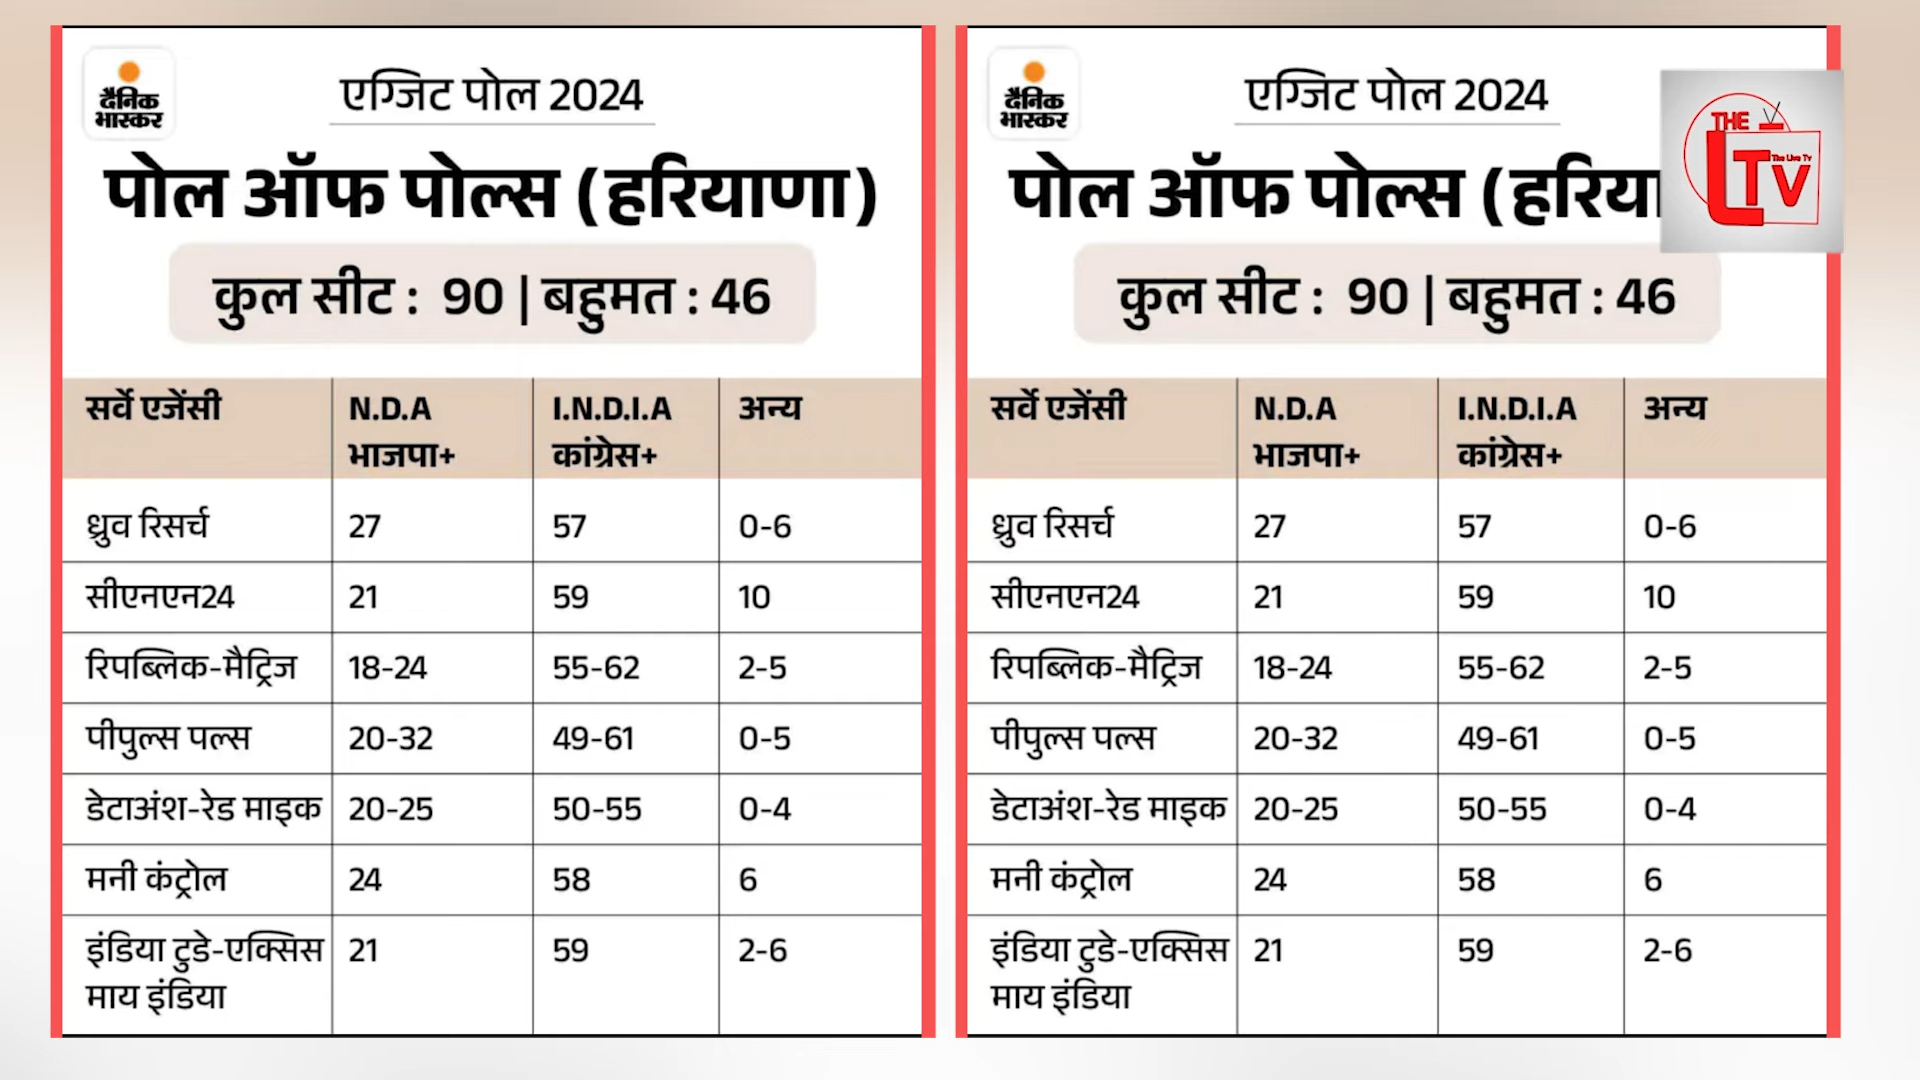 दैनिक
भास्कर
एग्जिट पोल 2024
पोल ऑफ पोल्स (हरियाणा)
कुल सीट : 90 | बहुमत : 46
सर्वे एजेंसी N.D.A भाजपा+ I.N.D.I.A कांग्रेस+ अन्य
ध्रुव रिसर्च 27 57 0-6
सीएनएन24 21 59 10
रिपब्लिक-मैट्रिज 18-24 55-62 2-5
पीपुल्स पल्स 20-32 49-61 0-5
डेटाअंश-रेड माइक 20-25 50-55 0-4
मनी कंट्रोल 24 58 6
इंडिया टुडे-एक्सिस माय इंडिया 21 59 2-6
दैनिक
भास्कर
एग्जिट पोल 2024
पोल ऑफ पोल्स (हरिया
THE
LTV
The Live Tv
कुल सीट : 90 | बहुमत : 46
सर्वे एजेंसी N.D.A भाजपा+ I.N.D.I.A कांग्रेस+ अन्य
ध्रुव रिसर्च 27 57 0-6
सीएनएन24 21 59 10
रिपब्लिक-मैट्रिज 18-24 55-62 2-5
पीपुल्स पल्स 20-32 49-61 0-5
डेटाअंश-रेड माइक 20-25 50-55 0-4
मनी कंट्रोल 24 58 6
इंडिया टुडे-एक्सिस माय इंडिया 21 59 2-6